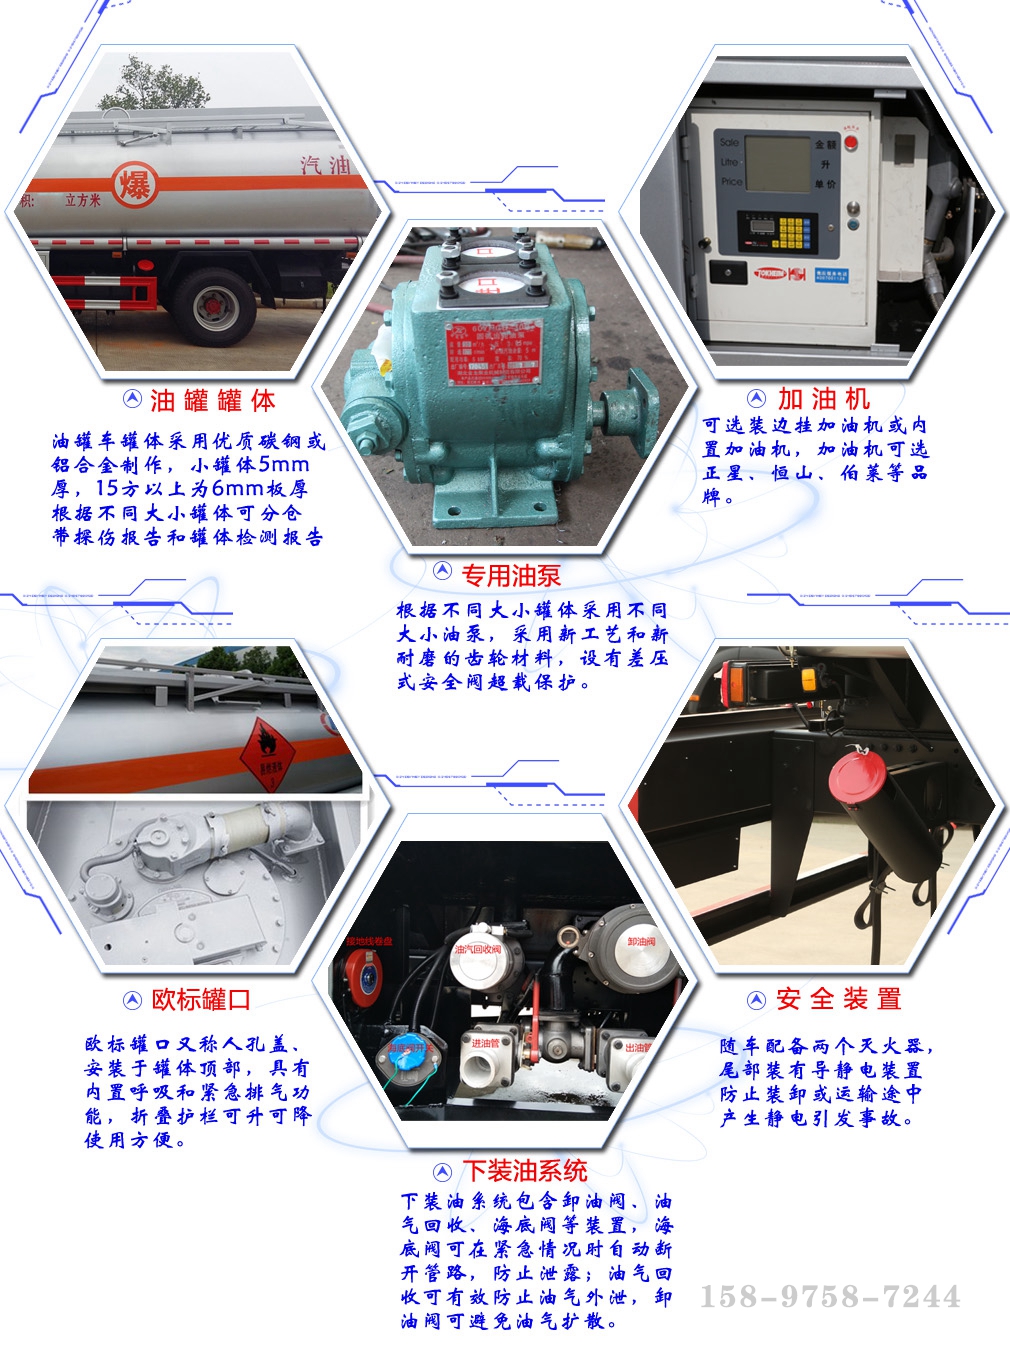 汽油
爆
积: 立方米
Sale 金额
Litre 升
Price 单价
TOKHEIM
油罐罐体
油罐车罐体采用优质碳钢或
铝合金制作，小罐体5mm
厚，15方以上为6mm板厚
根据不同大小罐体可分仓
带探伤报告和罐体检测报告
加油机
可选装边挂加油机或内
置加油机，加油机可选
正星、恒山、伯莱等品
牌。
专用油泵
根据不同大小罐体采用不同
大小油泵，采用新工艺和新
耐磨的齿轮材料，设有差压
式安全阀超载保护。
接地线卷盘
油汽回收阀
卸油阀
海底阀开关
进油管
出油管
欧标罐口
欧标罐口又称人孔盖、
安装于罐体顶部，具有
内置呼吸和紧急排气功
能，折叠护栏可升可降
使用方便。
安全装置
随车配备两个灭火器，
尾部装有导静电装置
防止装卸或运输途中
产生静电引发事故。
下装油系统
下装油系统包含卸油阀、油
气回收、海底阀等装置，海
底阀可在紧急情况时自动断
开管路，防止泄露；油气回
收可有效防止油气外泄，卸
油阀可避免油气扩散。
158-9758-7244